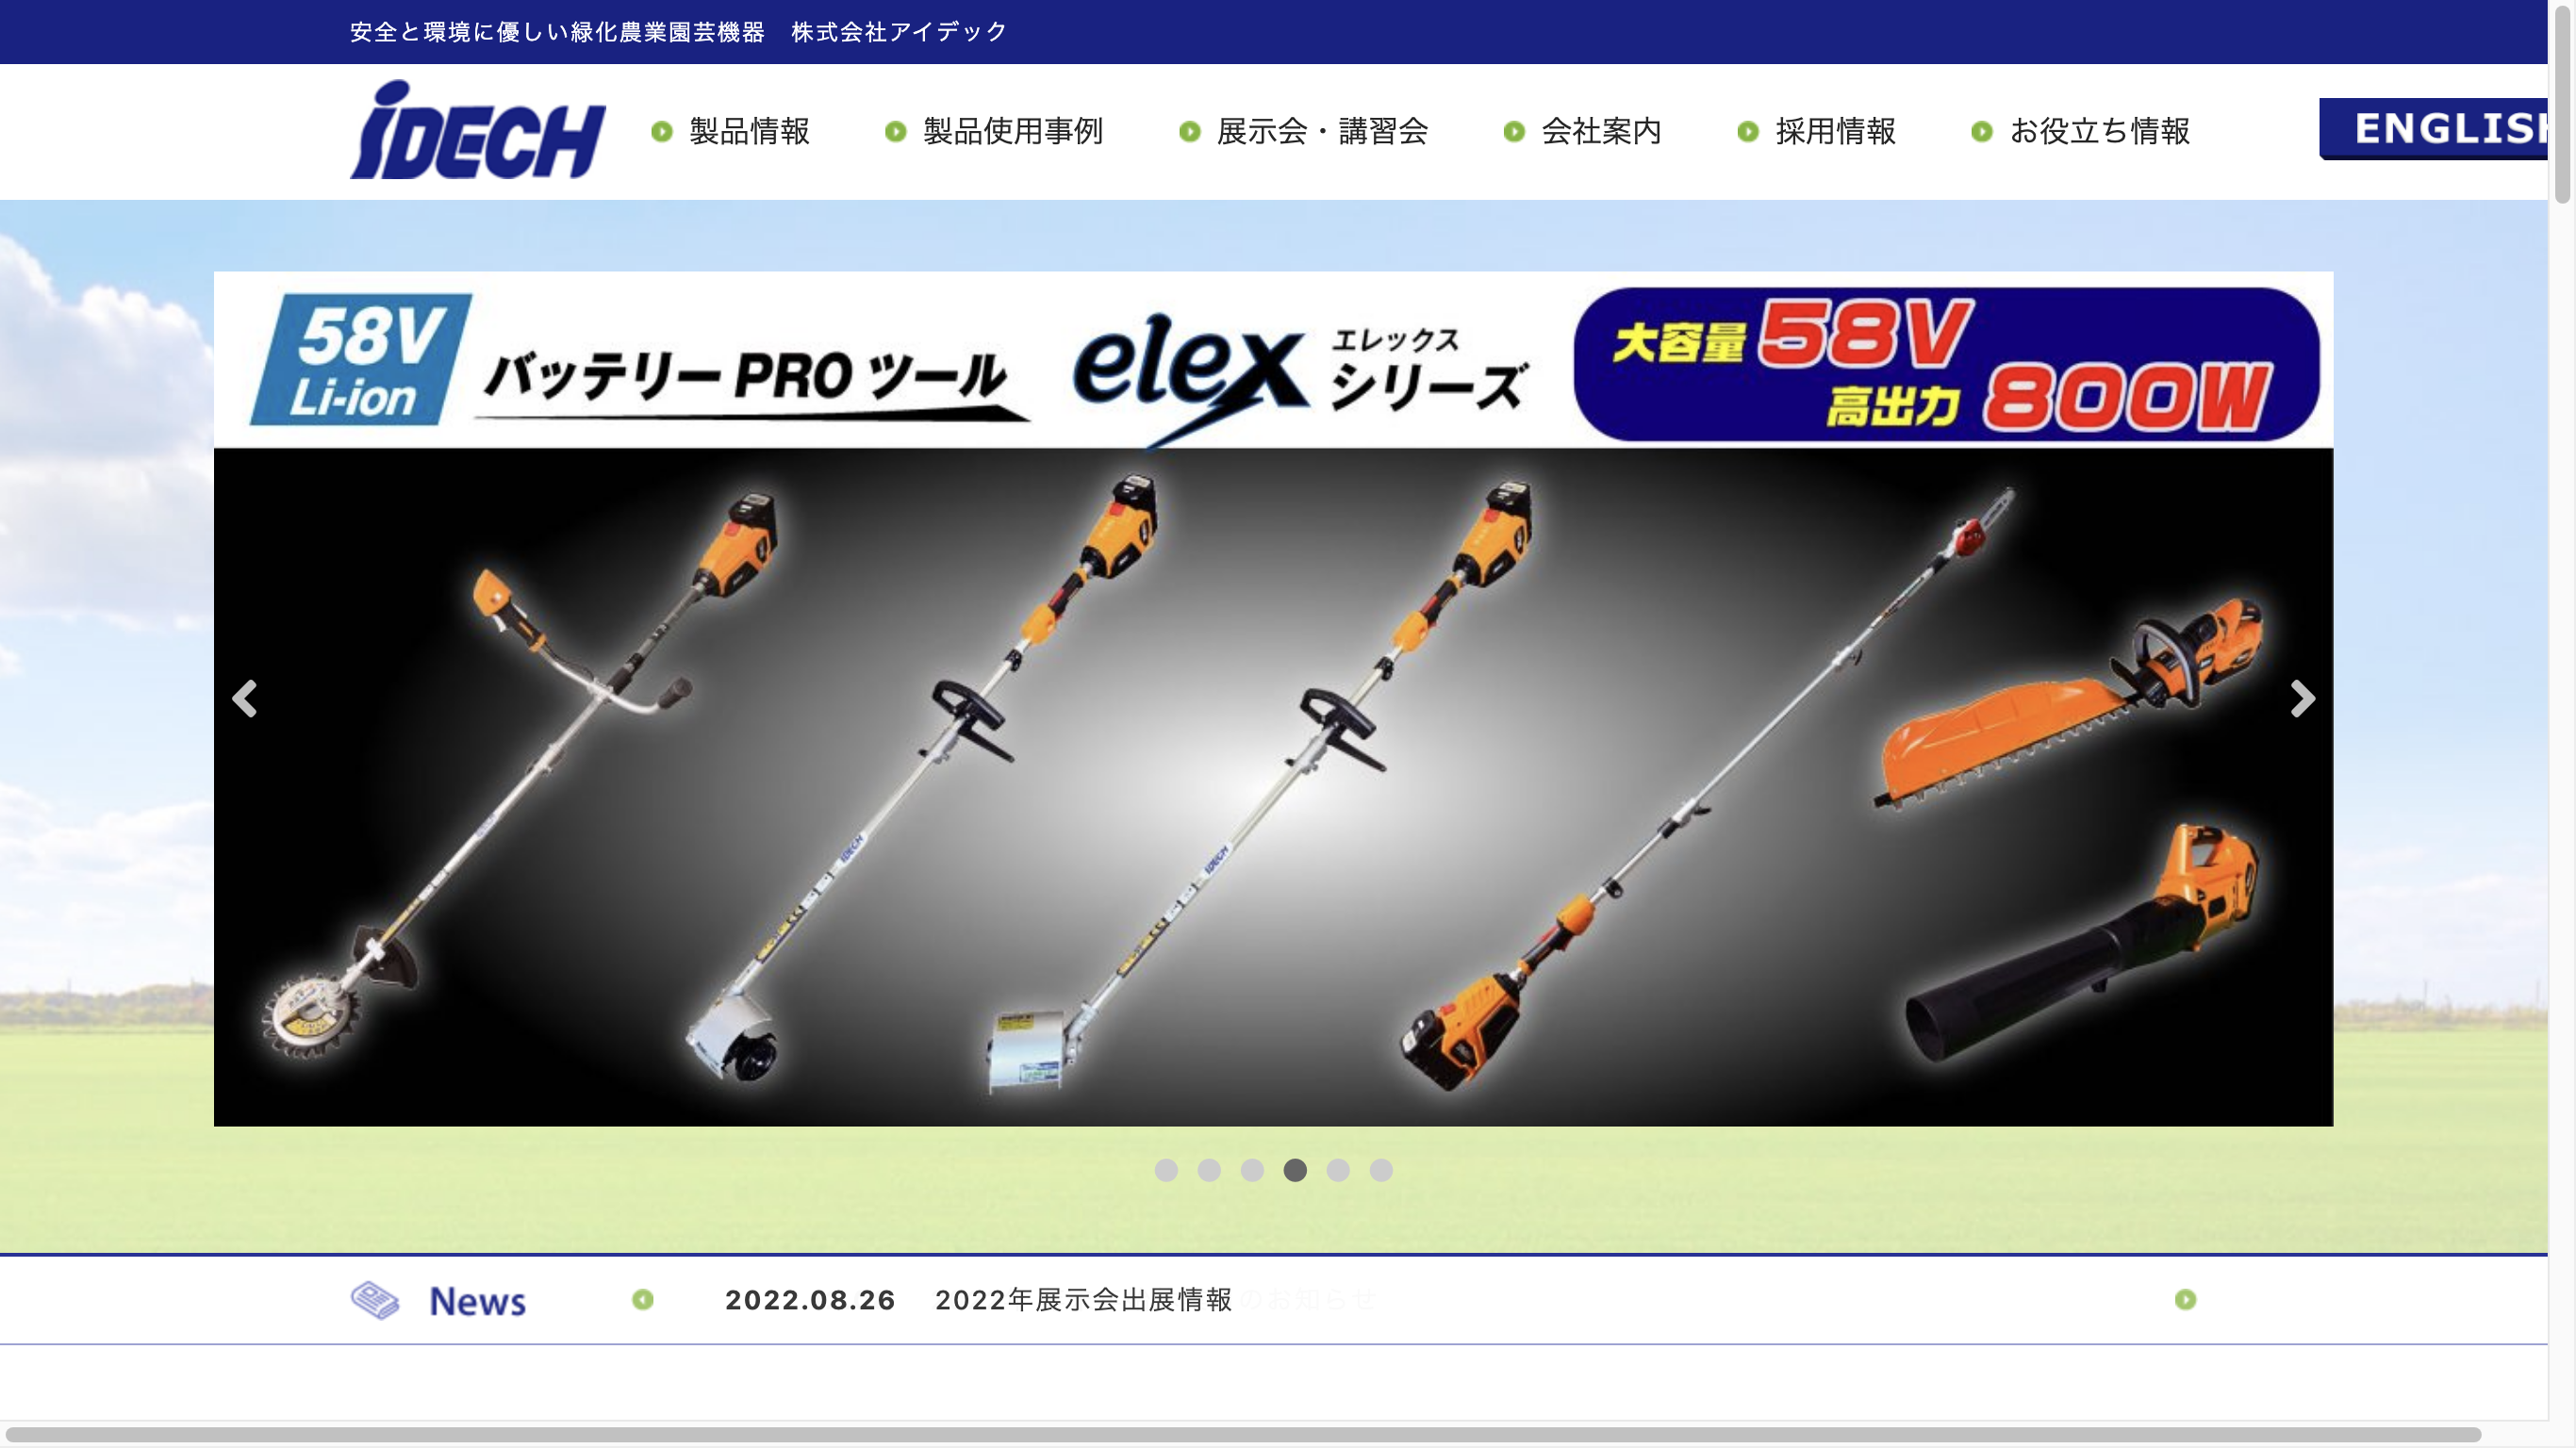 安全と環境に優しい緑化農業園芸機器　株式会社アイデック
iDECH
製品情報
製品使用事例
展示会・講習会
会社案内
採用情報
お役立ち情報
ENGLISH
58V
Li-ion
バッテリー PRO ツール
elex
エレックス
シリーズ
大容量 58V
高出力 800W
iDECH
iDECH
News
2022.08.26 2022年展示会出展情報
のお知らせ